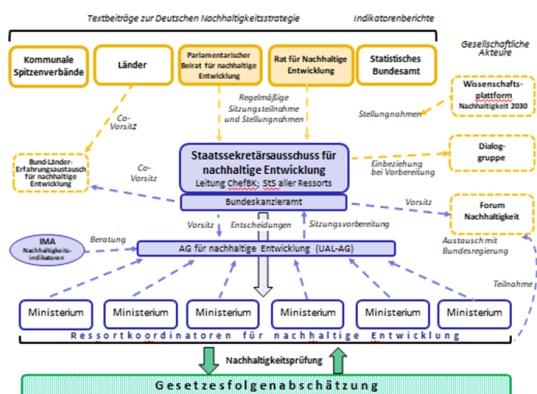 Textbeiträge zur Deutschen Nachhaltigkeitsstrategie
Indikatorenberichte
Kommunale
Spitzenverbände
Länder
Parlamentarischer
Beirat für nachhaltige
Entwicklung
Rat für Nachhaltige
Entwicklung
Statistisches
Bundesamt
Gesellschaftliche
Akteure
Wissenschafts-
plattform
Nachhaltigkeit 2030
Regelmäßige
Sitzungsteilnahme
und Stellungnahmen
Stellungnahmen
Co-
Vorsitz
Staatssekretärsausschuss für
nachhaltige Entwicklung
Leitung ChefBK; StS aller Ressorts
Bundeskanzleramt
Einbeziehung
bei Vorbereitung
Dialog-
gruppe
Bund-Länder-
Erfahrungsaustausch
für nachhaltige
Entwicklung
Co-
Vorsitz
Vorsitz
Forum
Nachhaltigkeit
Vorsitz
Entscheidungen
Sitzungsvorbereitung
IMA
Nachhaltigkeits-
indikatoren
Beratung
AG für nachhaltige Entwicklung (UAL-AG)
Austausch mit
Bundesregierung
Teilnahme
Ministerium
Ministerium
Ministerium
Ministerium
Ministerium
Ministerium
Ressortkoordinatoren für nachhaltige Entwicklung
Nachhaltigkeitsprüfung
Gesetzesfolgenabschätzung